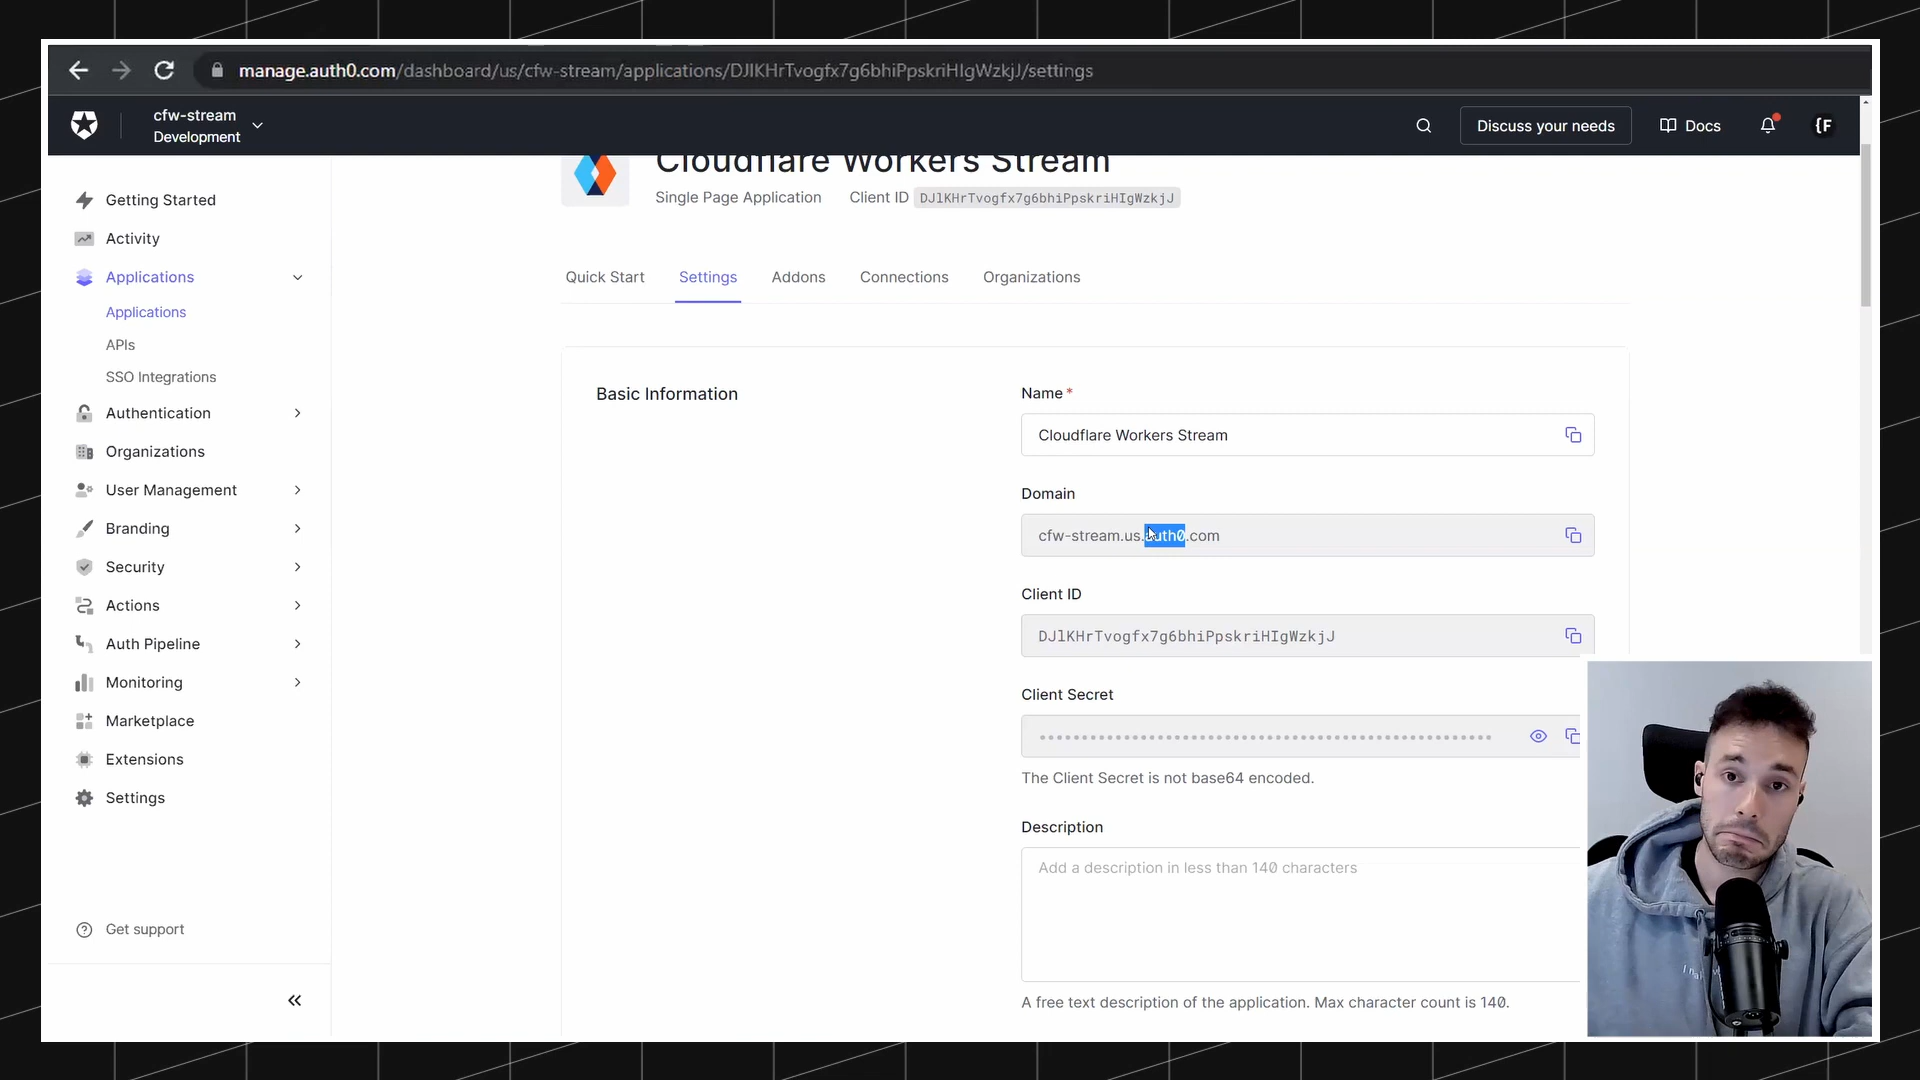 manage.auth0.com/dashboard/us/cfw-stream/applications/DJlKHrTvogfx7g6bhiPpskriHIgWzkjJ/settings
cfw-stream
Development
Discuss your needs
Docs
{F
Cloudflare Workers Stream
Single Page Application
Client ID DJlKHrTvogfx7g6bhiPpskriHIgWzkjJ
Getting Started
Activity
Applications
Applications
APIs
SSO Integrations
Authentication
Organizations
User Management
Branding
Security
Actions
Auth Pipeline
Monitoring
Marketplace
Extensions
Settings
Get support
Quick Start
Settings
Addons
Connections
Organizations
Basic Information
Name *
Cloudflare Workers Stream
Domain
cfw-stream.us.auth0.com
Client ID
DJlKHrTvogfx7g6bhiPpskriHIgWzkjJ
Client Secret
The Client Secret is not base64 encoded.
Description
Add a description in less than 140 characters
A free text description of the application. Max character count is 140.